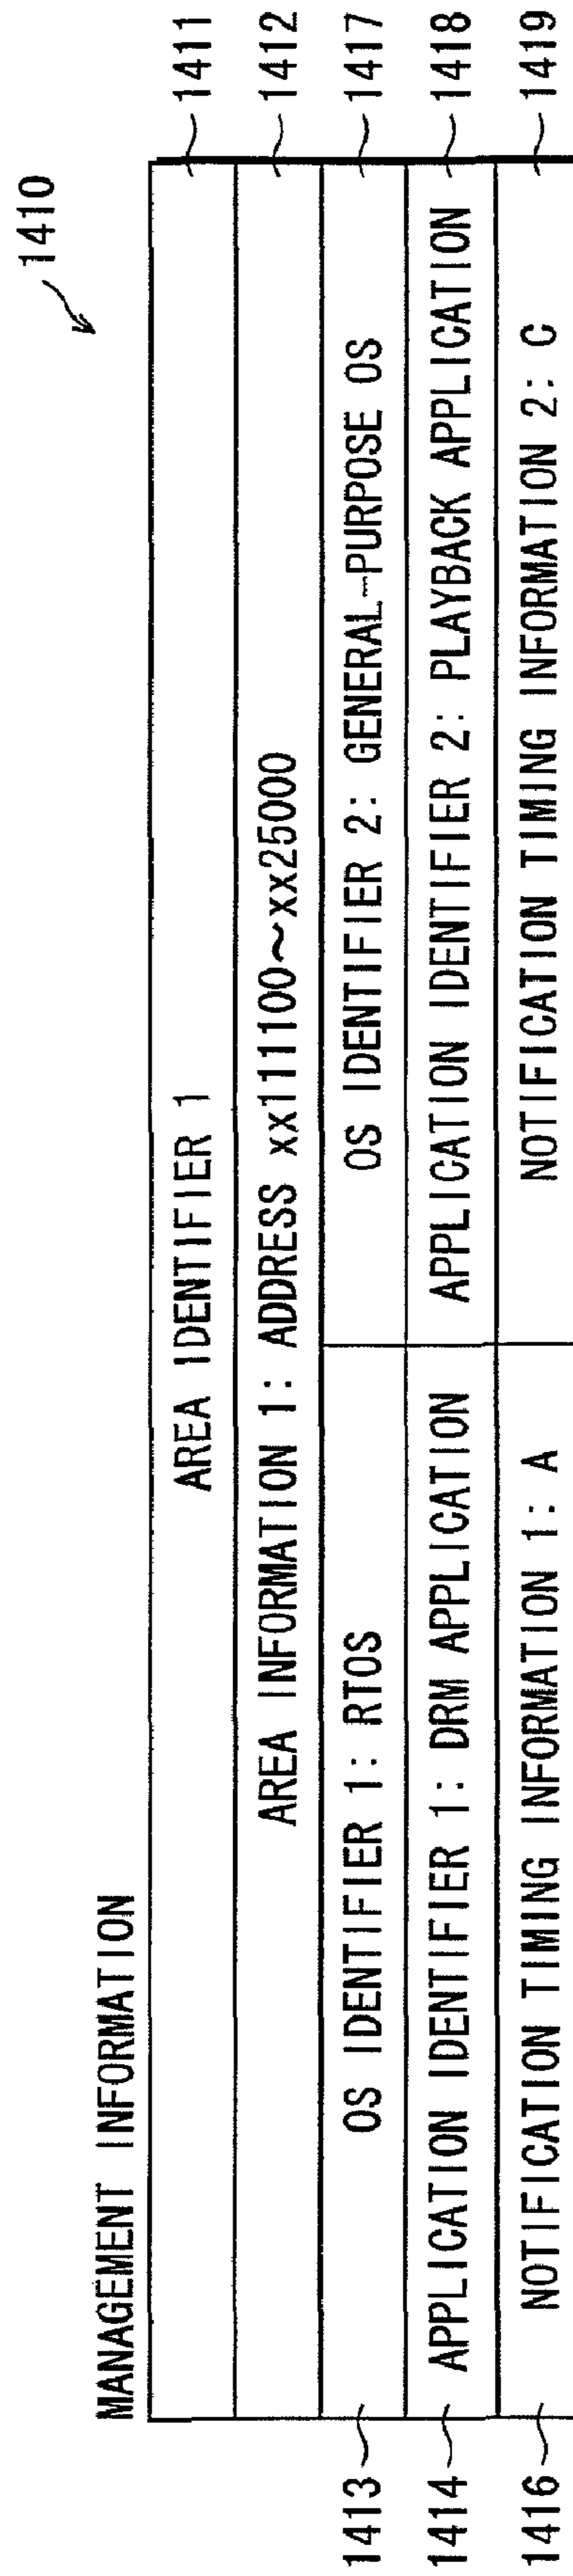 1410
MANAGEMENT INFORMATION
AREA IDENTIFIER 1 1411
AREA INFORMATION 1: ADDRESS xx111100~xx25000 1412
1413 OS IDENTIFIER 1: RTOS OS IDENTIFIER 2: GENERAL-PURPOSE OS 1417
1414 APPLICATION IDENTIFIER 1: DRM APPLICATION APPLICATION IDENTIFIER 2: PLAYBACK APPLICATION 1418
1416 NOTIFICATION TIMING INFORMATION 1: A NOTIFICATION TIMING INFORMATION 2: C 1419